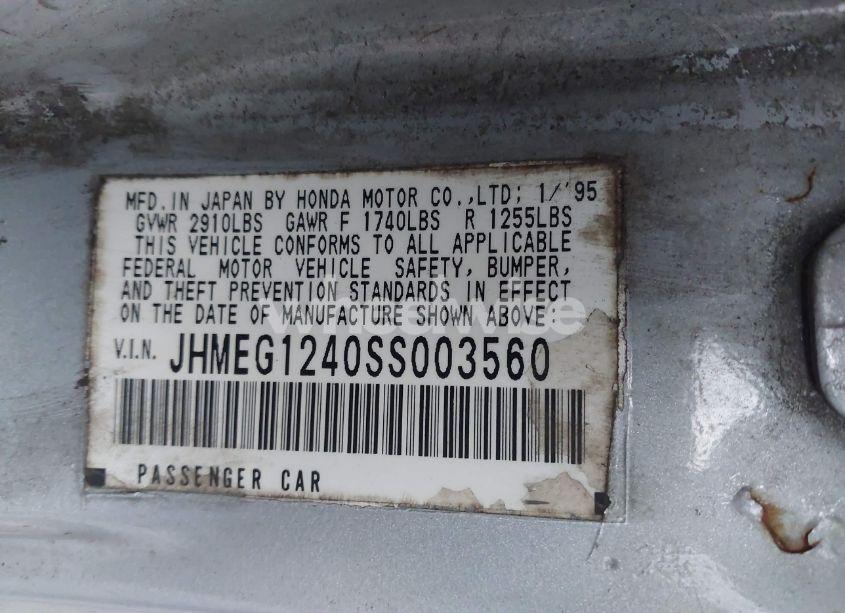 MFD. IN JAPAN BY HONDA MOTOR CO.,LTD; 1/'95
GVWR 2910LBS GAWR F 1740LBS R 1255LBS
THIS VEHICLE CONFORMS TO ALL APPLICABLE
FEDERAL MOTOR VEHICLE SAFETY, BUMPER,
AND THEFT PREVENTION STANDARDS IN EFFECT
ON THE DATE OF MANUFACTURE SHOWN ABOVE:
V.I.N. JHMEG1240SS003560
PASSENGER CAR